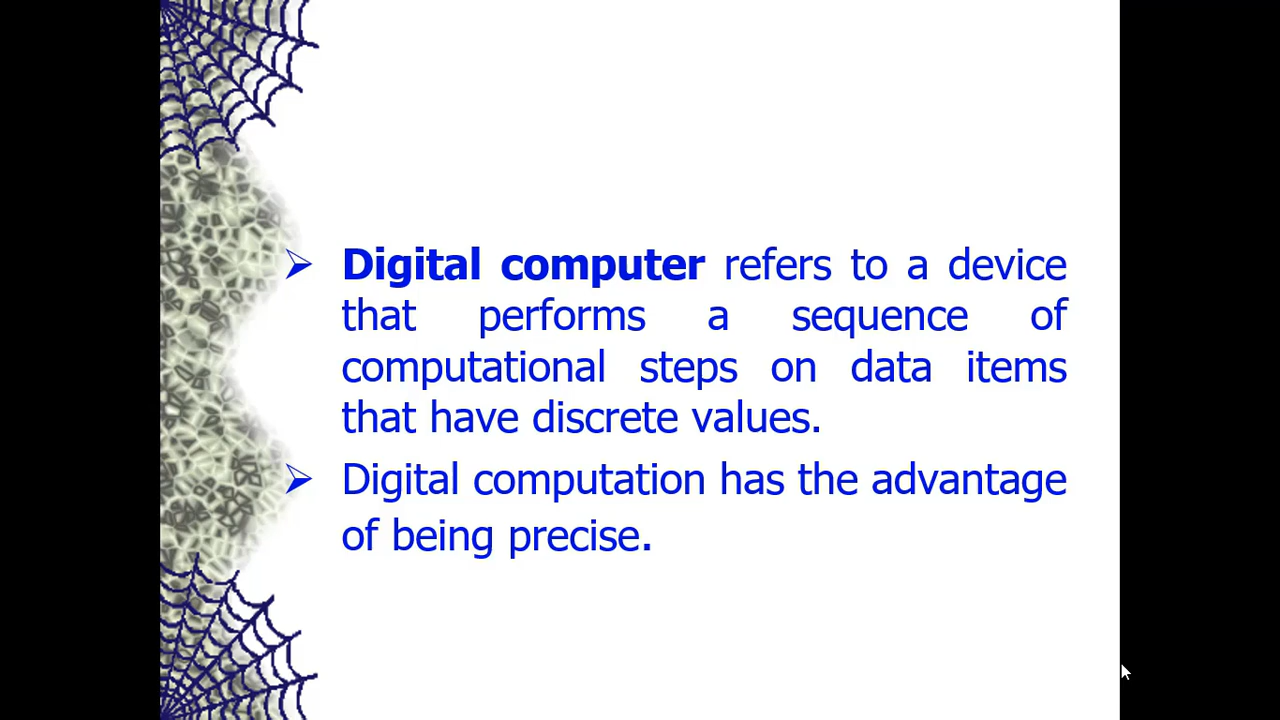 Digital computer refers to a device
that performs a sequence of
computational steps on data items
that have discrete values.
Digital computation has the advantage
of being precise.